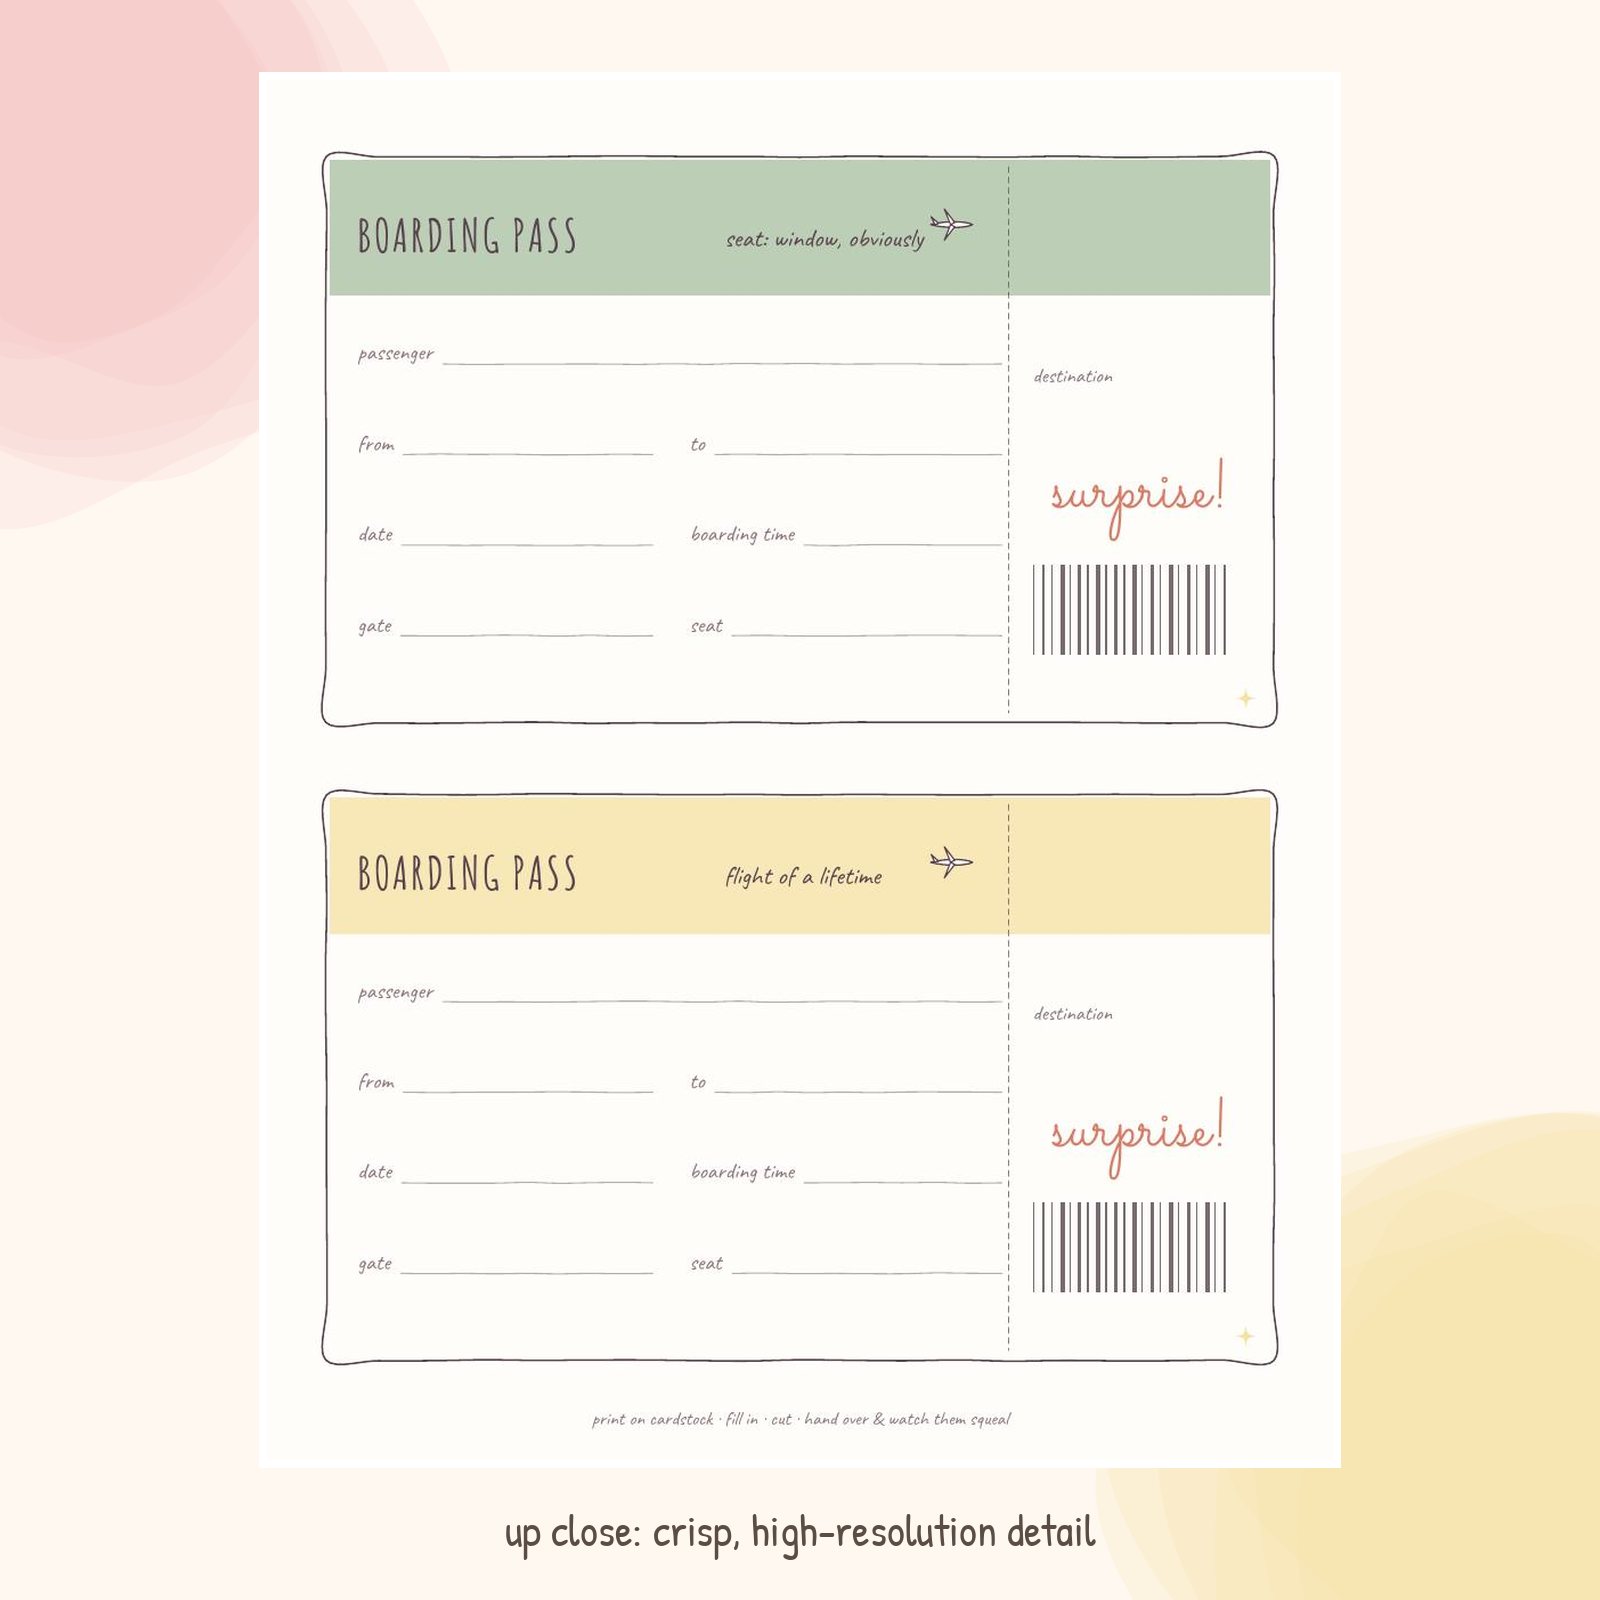 BOARDING PASS
seat: window, obviously
passenger
destination
from
to
surprise!
date
boarding time
gate
seat
BOARDING PASS
flight of a lifetime
passenger
destination
from
to
surprise!
date
boarding time
gate
seat
print on cardstock · fill in · cut · hand over & watch them squeal
up close: crisp, high-resolution detail